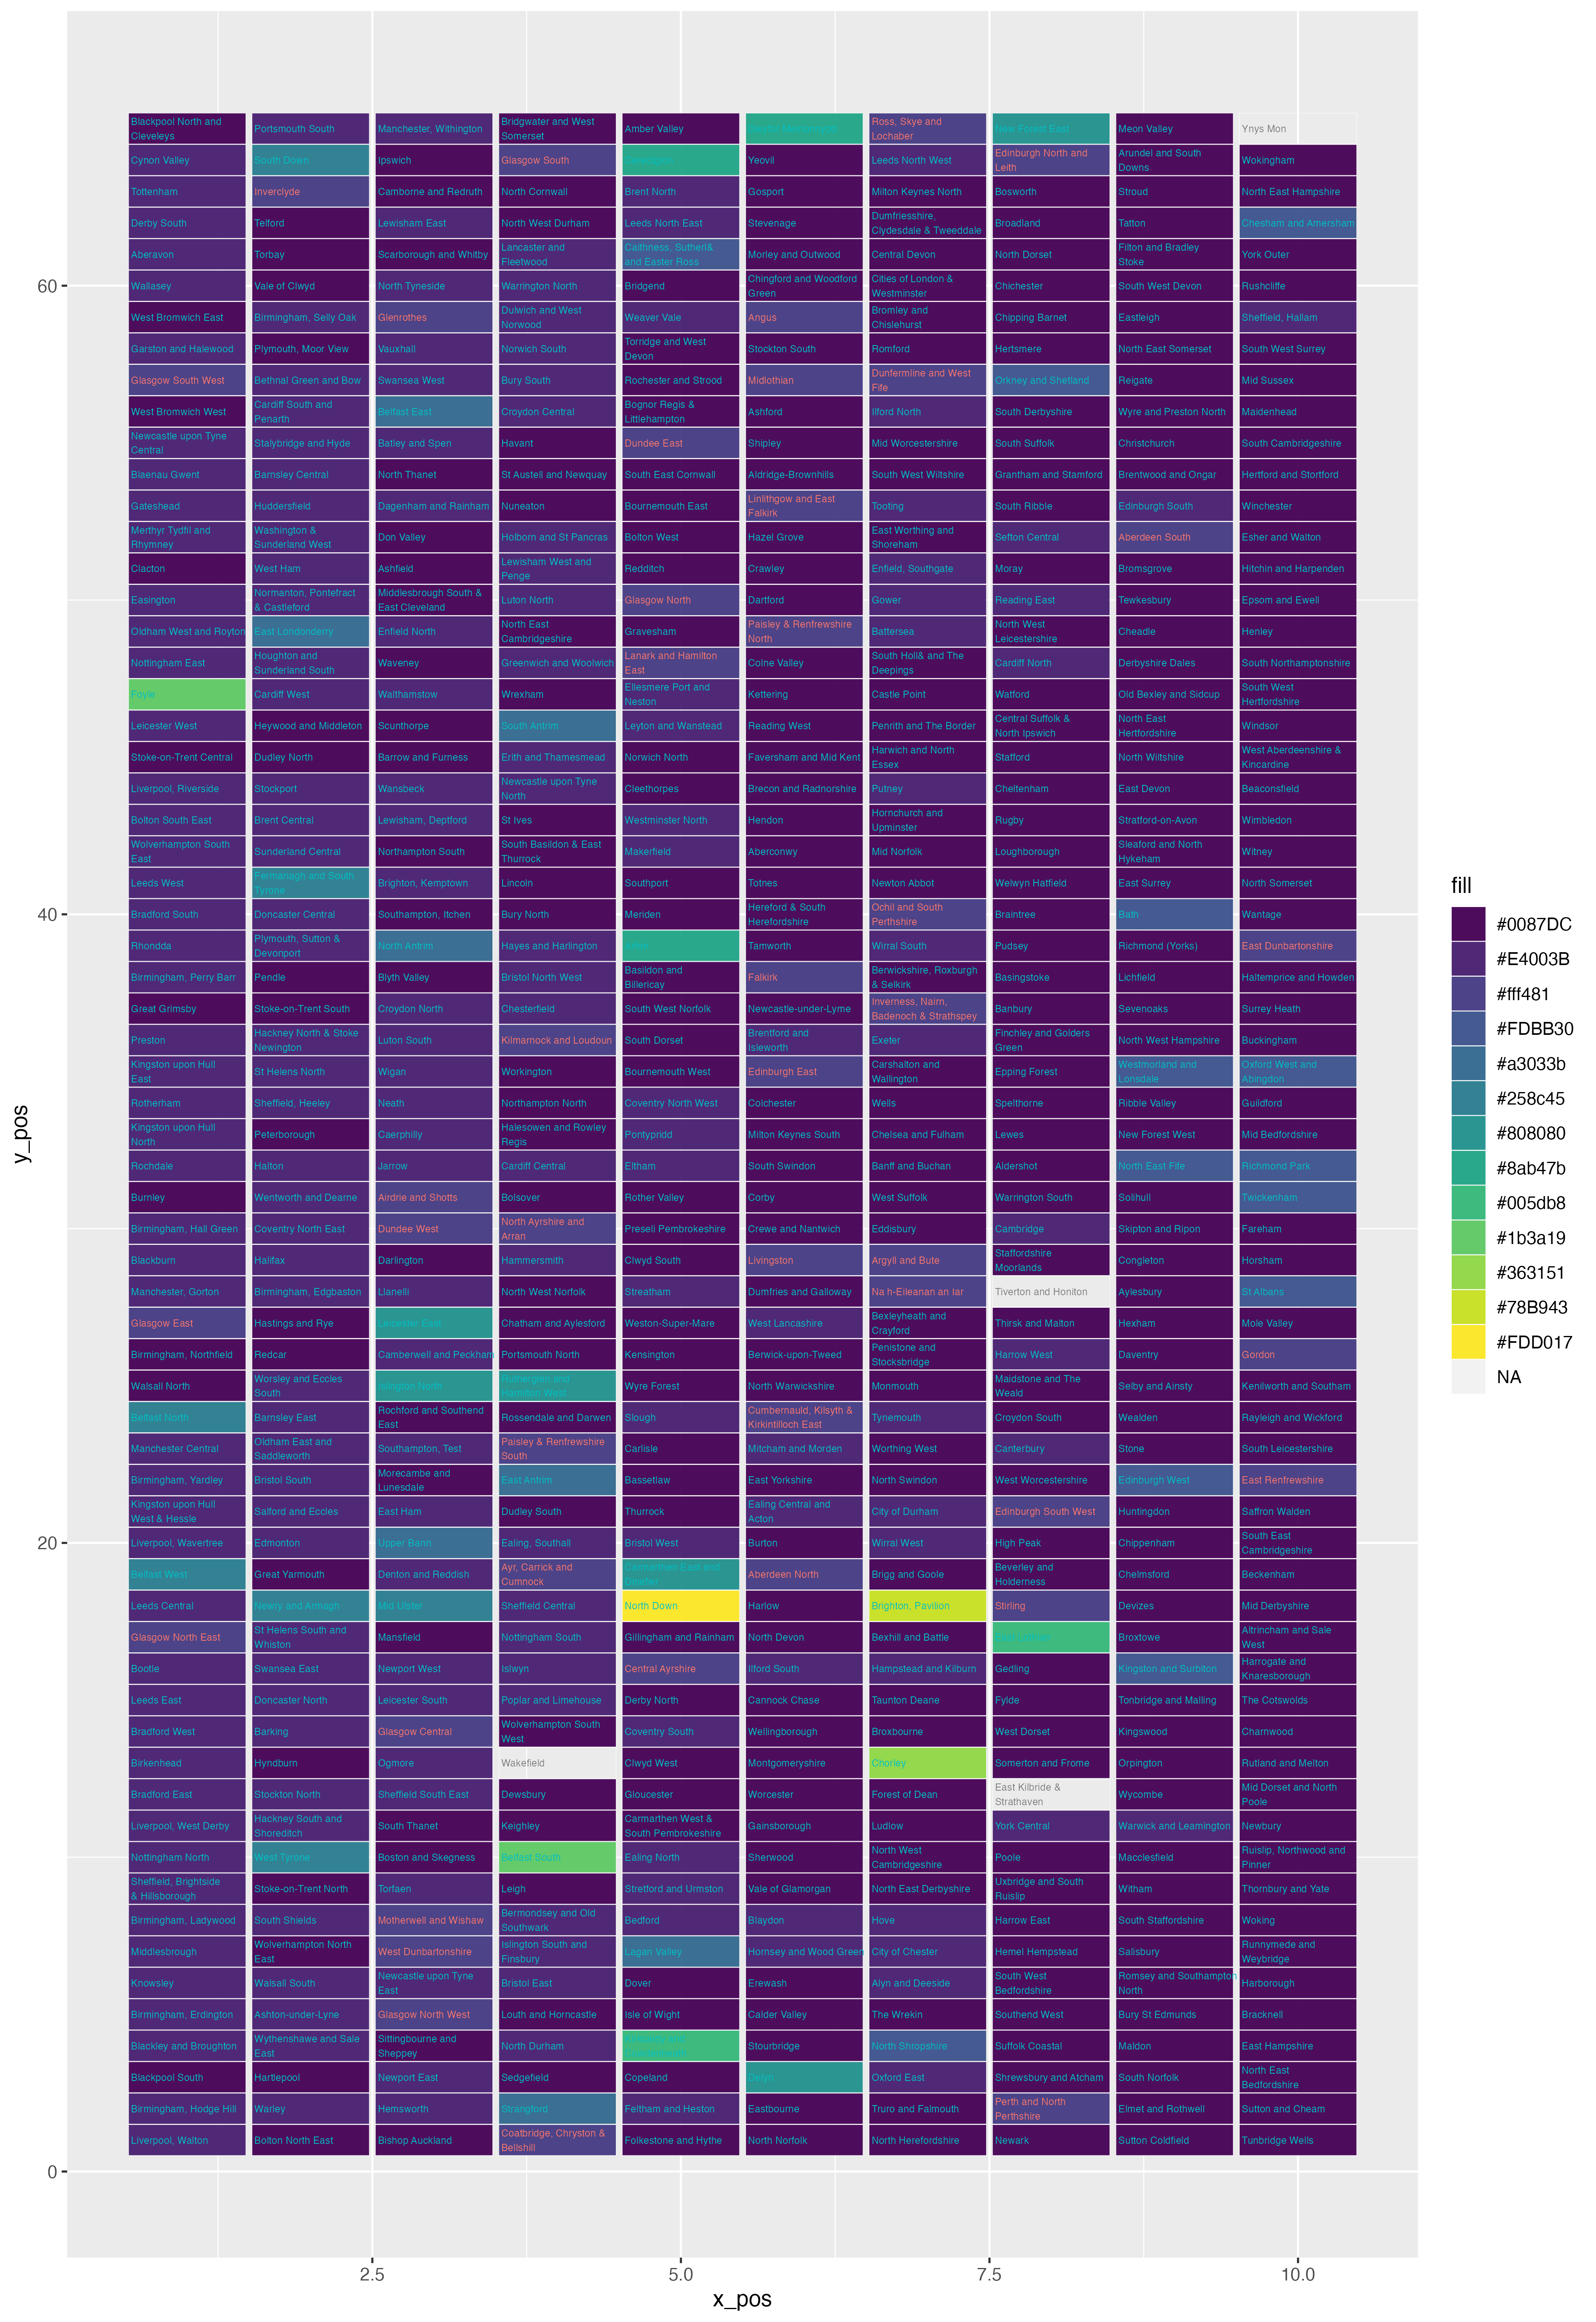 Blackpool North and
Cleveleys
Portsmouth South
Manchester, Withington
Bridgwater and West
Somerset
Amber Valley
Ross, Skye and
Lochaber
New Forest East
Meon Valley
Ynys Mon
Cynon Valley
South Down
Ipswich
Glasgow South
Yeovil
Leeds North West
Edinburgh North and
Leith
Arundel and South
Downs
Wokingham
Tottenham
Inverclyde
Camborne and Redruth
North Cornwall
Brent North
Gosport
Milton Keynes North
Bosworth
Stroud
North East Hampshire
Derby South
Telford
Lewisham East
North West Durham
Leeds North East
Stevenage
Dumfriesshire,
Clydesdale & Tweeddale
Broadland
Tatton
Chesham and Amersham
Aberavon
Torbay
Scarborough and Whitby
Lancaster and
Fleetwood
Caithness, Sutherl&
and Easter Ross
Morley and Outwood
Central Devon
North Dorset
Filton and Bradley
Stoke
York Outer
60
Wallasey
Vale of Clwyd
North Tyneside
Warrington North
Bridgend
Chingford and Woodford
Green
Cities of London &
Westminster
Chichester
South West Devon
Rushcliffe
West Bromwich East
Birmingham, Selly Oak
Glenrothes
Dulwich and West
Norwood
Weaver Vale
Angus
Bromley and
Chislehurst
Chipping Barnet
Eastleigh
Sheffield, Hallam
Garston and Halewood
Plymouth, Moor View
Vauxhall
Norwich South
Torridge and West
Devon
Stockton South
Romford
Hertsmere
North East Somerset
South West Surrey
Glasgow South West
Bethnal Green and Bow
Swansea West
Bury South
Rochester and Strood
Midlothian
Dunfermline and West
Fife
Orkney and Shetland
Reigate
Mid Sussex
West Bromwich West
Cardiff South and
Penarth
Belfast East
Croydon Central
Bognor Regis &
Littlehampton
Ashford
Ilford North
South Derbyshire
Wyre and Preston North
Maidenhead
Newcastle upon Tyne
Central
Stalybridge and Hyde
Batley and Spen
Havant
Dundee East
Shipley
Mid Worcestershire
South Suffolk
Christchurch
South Cambridgeshire
Blaenau Gwent
Barnsley Central
North Thanet
St Austell and Newquay
South East Cornwall
Aldridge-Brownhills
South West Wiltshire
Grantham and Stamford
Brentwood and Ongar
Hertford and Stortford
Gateshead
Huddersfield
Dagenham and Rainham
Nuneaton
Bournemouth East
Linlithgow and East
Falkirk
Tooting
South Ribble
Edinburgh South
Winchester
Merthyr Tydfil and
Rhymney
Washington &
Sunderland West
Don Valley
Holborn and St Pancras
Bolton West
Hazel Grove
East Worthing and
Shoreham
Sefton Central
Aberdeen South
Esher and Walton
Clacton
West Ham
Ashfield
Lewisham West and
Penge
Redditch
Crawley
Enfield, Southgate
Moray
Bromsgrove
Hitchin and Harpenden
Easington
Normanton, Pontefract
& Castleford
Middlesbrough South &
East Cleveland
Luton North
Glasgow North
Dartford
Gower
Reading East
Tewkesbury
Epsom and Ewell
Oldham West and Royton
East Londonderry
Enfield North
North East
Cambridgeshire
Gravesham
Paisley & Renfrewshire
North
Battersea
North West
Leicestershire
Cheadle
Henley
Nottingham East
Houghton and
Sunderland South
Waveney
Greenwich and Woolwich
Lanark and Hamilton
East
Colne Valley
South Holl& and The
Deepings
Cardiff North
Derbyshire Dales
South Northamptonshire
Foyle
Cardiff West
Walthamstow
Wrexham
Ellesmere Port and
Neston
Kettering
Castle Point
Watford
Old Bexley and Sidcup
South West
Hertfordshire
Leicester West
Heywood and Middleton
Scunthorpe
South Antrim
Leyton and Wanstead
Reading West
Penrith and The Border
Central Suffolk &
North Ipswich
North East
Hertfordshire
Windsor
Stoke-on-Trent Central
Dudley North
Barrow and Furness
Erith and Thamesmead
Norwich North
Faversham and Mid Kent
Harwich and North
Essex
Stafford
North Wiltshire
West Aberdeenshire &
Kincardine
Liverpool, Riverside
Stockport
Wansbeck
Newcastle upon Tyne
North
Cleethorpes
Brecon and Radnorshire
Putney
Cheltenham
East Devon
Beaconsfield
Bolton South East
Brent Central
Lewisham, Deptford
St Ives
Westminster North
Hendon
Hornchurch and
Upminster
Rugby
Stratford-on-Avon
Wimbledon
Wolverhampton South
East
Sunderland Central
Northampton South
South Basildon & East
Thurrock
Makerfield
Aberconwy
Mid Norfolk
Loughborough
Sleaford and North
Hykeham
Witney
Leeds West
Fermanagh and South
Tyrone
Brighton, Kemptown
Lincoln
Southport
Totnes
Newton Abbot
Welwyn Hatfield
East Surrey
North Somerset
fill
40
Bradford South
Doncaster Central
Southampton, Itchen
Bury North
Meriden
Hereford & South
Herefordshire
Ochil and South
Perthshire
Braintree
Bath
Wantage
#0087DC
Rhondda
Plymouth, Sutton &
Devonport
North Antrim
Hayes and Harlington
Tamworth
Wirral South
Pudsey
Richmond (Yorks)
East Dunbartonshire
#E4003B
Birmingham, Perry Barr
Pendle
Blyth Valley
Bristol North West
Basildon and
Billericay
Falkirk
Berwickshire, Roxburgh
& Selkirk
Basingstoke
Lichfield
Haltemprice and Howden
#fff481
Great Grimsby
Stoke-on-Trent South
Croydon North
Chesterfield
South West Norfolk
Newcastle-under-Lyme
Inverness, Nairn,
Badenoch & Strathspey
Banbury
Sevenoaks
Surrey Heath
#FDBB30
Preston
Hackney North & Stoke
Newington
Luton South
Kilmarnock and Loudoun
South Dorset
Brentford and
Isleworth
Exeter
Finchley and Golders
Green
North West Hampshire
Buckingham
#a3033b
Kingston upon Hull
East
St Helens North
Wigan
Workington
Bournemouth West
Edinburgh East
Carshalton and
Wallington
Epping Forest
Westmorland and
Lonsdale
Oxford West and
Abingdon
#258c45
Rotherham
Sheffield, Heeley
Neath
Northampton North
Coventry North West
Colchester
Wells
Spelthorne
Ribble Valley
Guildford
#808080
Kingston upon Hull
North
Peterborough
Caerphilly
Halesowen and Rowley
Regis
Pontypridd
Milton Keynes South
Chelsea and Fulham
Lewes
New Forest West
Mid Bedfordshire
y_pos
#8ab47b
Rochdale
Halton
Jarrow
Cardiff Central
Eltham
South Swindon
Banff and Buchan
Aldershot
North East Fife
Richmond Park
#005db8
Burnley
Wentworth and Dearne
Airdrie and Shotts
Bolsover
Rother Valley
Corby
West Suffolk
Warrington South
Solihull
Twickenham
#1b3a19
Birmingham, Hall Green
Coventry North East
Dundee West
North Ayrshire and
Arran
Preseli Pembrokeshire
Crewe and Nantwich
Eddisbury
Cambridge
Skipton and Ripon
Fareham
#363151
Blackburn
Halifax
Darlington
Hammersmith
Clwyd South
Livingston
Argyll and Bute
Staffordshire
Moorlands
Congleton
Horsham
#78B943
Manchester, Gorton
Birmingham, Edgbaston
Llanelli
North West Norfolk
Streatham
Dumfries and Galloway
Na h-Eileanan an Iar
Tiverton and Honiton
Aylesbury
St Albans
#FDD017
Glasgow East
Hastings and Rye
Leicester East
Chatham and Aylesford
Weston-Super-Mare
West Lancashire
Bexleyheath and
Crayford
Thirsk and Malton
Hexham
Mole Valley
NA
Birmingham, Northfield
Redcar
Camberwell and Peckham
Portsmouth North
Kensington
Berwick-upon-Tweed
Penistone and
Stocksbridge
Harrow West
Daventry
Gordon
Walsall North
Worsley and Eccles
South
Islington North
Rutherglen and
Hamilton West
Wyre Forest
North Warwickshire
Monmouth
Maidstone and The
Weald
Selby and Ainsty
Kenilworth and Southam
Belfast North
Barnsley East
Rochford and Southend
East
Rossendale and Darwen
Slough
Cumbernauld, Kilsyth &
Kirkintilloch East
Tynemouth
Croydon South
Wealden
Rayleigh and Wickford
Manchester Central
Oldham East and
Saddleworth
Southampton, Test
Paisley & Renfrewshire
South
Carlisle
Mitcham and Morden
Worthing West
Canterbury
Stone
South Leicestershire
Birmingham, Yardley
Bristol South
Morecambe and
Lunesdale
East Antrim
Bassetlaw
East Yorkshire
North Swindon
West Worcestershire
Edinburgh West
East Renfrewshire
Kingston upon Hull
West & Hessle
Salford and Eccles
East Ham
Dudley South
Thurrock
Ealing Central and
Acton
City of Durham
Edinburgh South West
Huntingdon
Saffron Walden
20
Liverpool, Wavertree
Edmonton
Upper Bann
Ealing, Southall
Bristol West
Burton
Wirral West
High Peak
Chippenham
South East
Cambridgeshire
Belfast West
Great Yarmouth
Denton and Reddish
Ayr, Carrick and
Cumnock
Carmarthen East and
Dinefwr
Aberdeen North
Brigg and Goole
Beverley and
Holderness
Chelmsford
Beckenham
Leeds Central
Newry and Armagh
Mid Ulster
Sheffield Central
North Down
Harlow
Brighton, Pavilion
Stirling
Devizes
Mid Derbyshire
Glasgow North East
St Helens South and
Whiston
Mansfield
Nottingham South
Gillingham and Rainham
North Devon
Bexhill and Battle
Broxtowe
Altrincham and Sale
West
Bootle
Swansea East
Newport West
Islwyn
Central Ayrshire
Ilford South
Hampstead and Kilburn
Gedling
Kingston and Surbiton
Harrogate and
Knaresborough
Leeds East
Doncaster North
Leicester South
Poplar and Limehouse
Derby North
Cannock Chase
Taunton Deane
Fylde
Tonbridge and Malling
The Cotswolds
Bradford West
Barking
Glasgow Central
Wolverhampton South
West
Coventry South
Wellingborough
Broxbourne
West Dorset
Kingswood
Charnwood
Birkenhead
Hyndburn
Ogmore
Wakefield
Clwyd West
Montgomeryshire
Chorley
Somerton and Frome
Orpington
Rutland and Melton
Bradford East
Stockton North
Sheffield South East
Dewsbury
Gloucester
Worcester
Forest of Dean
East Kilbride &
Strathaven
Wycombe
Mid Dorset and North
Poole
Liverpool, West Derby
Hackney South and
Shoreditch
South Thanet
Keighley
Carmarthen West &
South Pembrokeshire
Gainsborough
Ludlow
York Central
Warwick and Leamington
Newbury
Nottingham North
West Tyrone
Boston and Skegness
Belfast South
Ealing North
Sherwood
North West
Cambridgeshire
Poole
Macclesfield
Ruislip, Northwood and
Pinner
Sheffield, Brightside
& Hillsborough
Stoke-on-Trent North
Torfaen
Leigh
Stretford and Urmston
Vale of Glamorgan
North East Derbyshire
Uxbridge and South
Ruislip
Witham
Thornbury and Yate
Birmingham, Ladywood
South Shields
Motherwell and Wishaw
Bermondsey and Old
Southwark
Bedford
Blaydon
Hove
Harrow East
South Staffordshire
Woking
Middlesbrough
Wolverhampton North
East
West Dunbartonshire
Islington South and
Finsbury
Lagan Valley
Hornsey and Wood Green
City of Chester
Hemel Hempstead
Salisbury
Runnymede and
Weybridge
Knowsley
Walsall South
Newcastle upon Tyne
East
Bristol East
Dover
Erewash
Alyn and Deeside
South West
Bedfordshire
Romsey and Southampton
North
Harborough
Birmingham, Erdington
Ashton-under-Lyne
Glasgow North West
Louth and Horncastle
Isle of Wight
Calder Valley
The Wrekin
Southend West
Bury St Edmunds
Bracknell
Blackley and Broughton
Wythenshawe and Sale
East
Sittingbourne and
Sheppey
North Durham
Stourbridge
North Shropshire
Suffolk Coastal
Maldon
East Hampshire
Blackpool South
Hartlepool
Newport East
Sedgefield
Copeland
Delyn
Oxford East
Shrewsbury and Atcham
South Norfolk
North East
Bedfordshire
Birmingham, Hodge Hill
Warley
Hemsworth
Strangford
Feltham and Heston
Eastbourne
Truro and Falmouth
Perth and North
Perthshire
Elmet and Rothwell
Sutton and Cheam
Liverpool, Walton
Bolton North East
Bishop Auckland
Coatbridge, Chryston &
Bellshill
Folkestone and Hythe
North Norfolk
North Herefordshire
Newark
Sutton Coldfield
Tunbridge Wells
0
2.5
5.0
7.5
10.0
x_pos